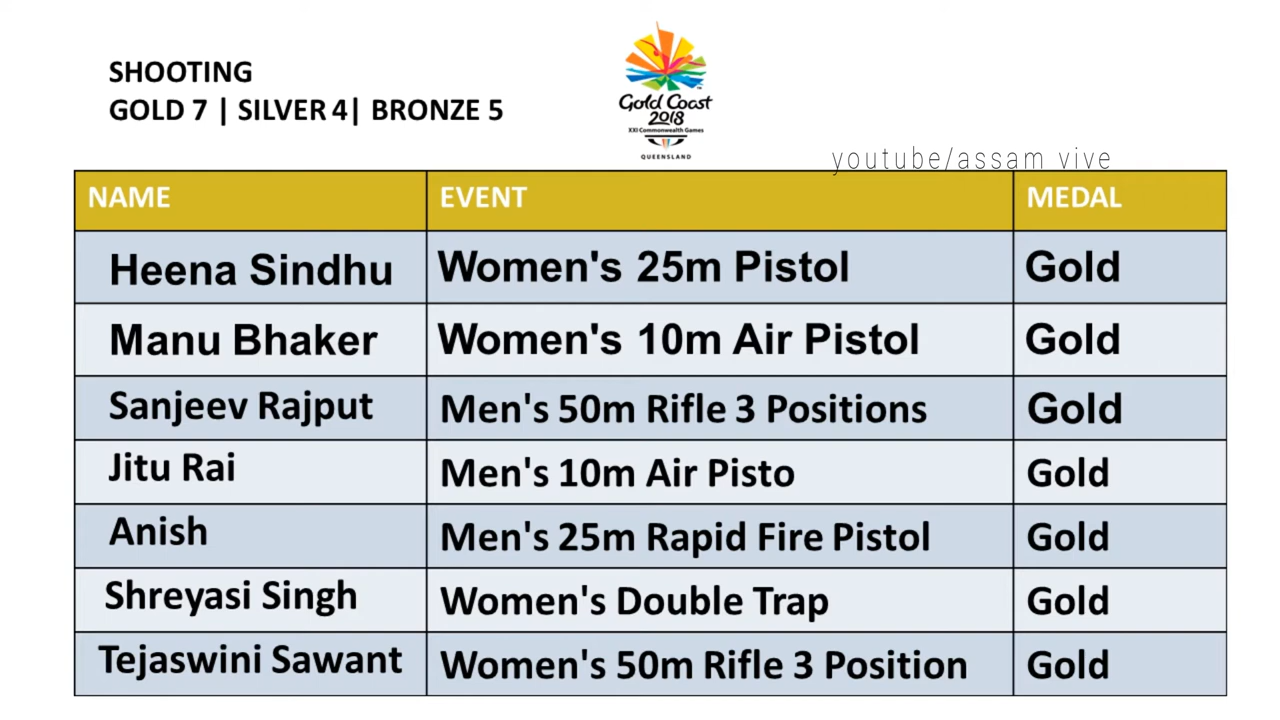 SHOOTING
GOLD 7 | SILVER 4| BRONZE 5
Gold Coast
2018
XXI Commonwealth Games
QUEENSLAND
youtube/assam vive
NAME EVENT MEDAL
Heena Sindhu Women's 25m Pistol Gold
Manu Bhaker Women's 10m Air Pistol Gold
Sanjeev Rajput Men's 50m Rifle 3 Positions Gold
Jitu Rai Men's 10m Air Pisto Gold
Anish Men's 25m Rapid Fire Pistol Gold
Shreyasi Singh Women's Double Trap Gold
Tejaswini Sawant Women's 50m Rifle 3 Position Gold